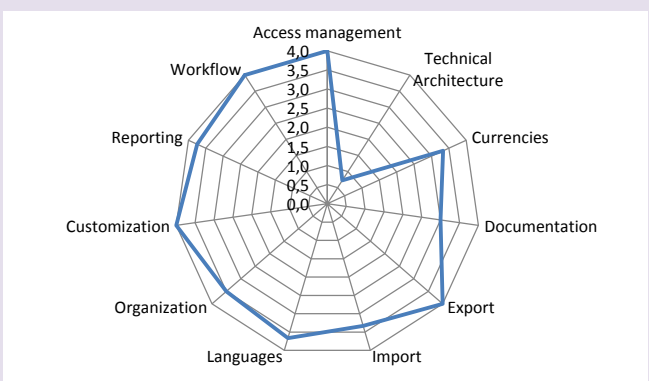 Access management
4,0
3,5
3,0
2,5
2,0
1,5
1,0
0,5
0,0
Technical
Architecture
Currencies
Documentation
Export
Import
Languages
Organization
Customization
Reporting
Workflow